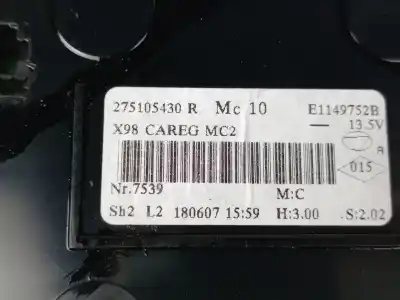 275105430 R Mc 10 E1149752B
X98 CAREG MC2 — 13.5V
R
015
Nr.7539 M:C
Sh2 L2 180607 15:59 H:3.00 S:2.02